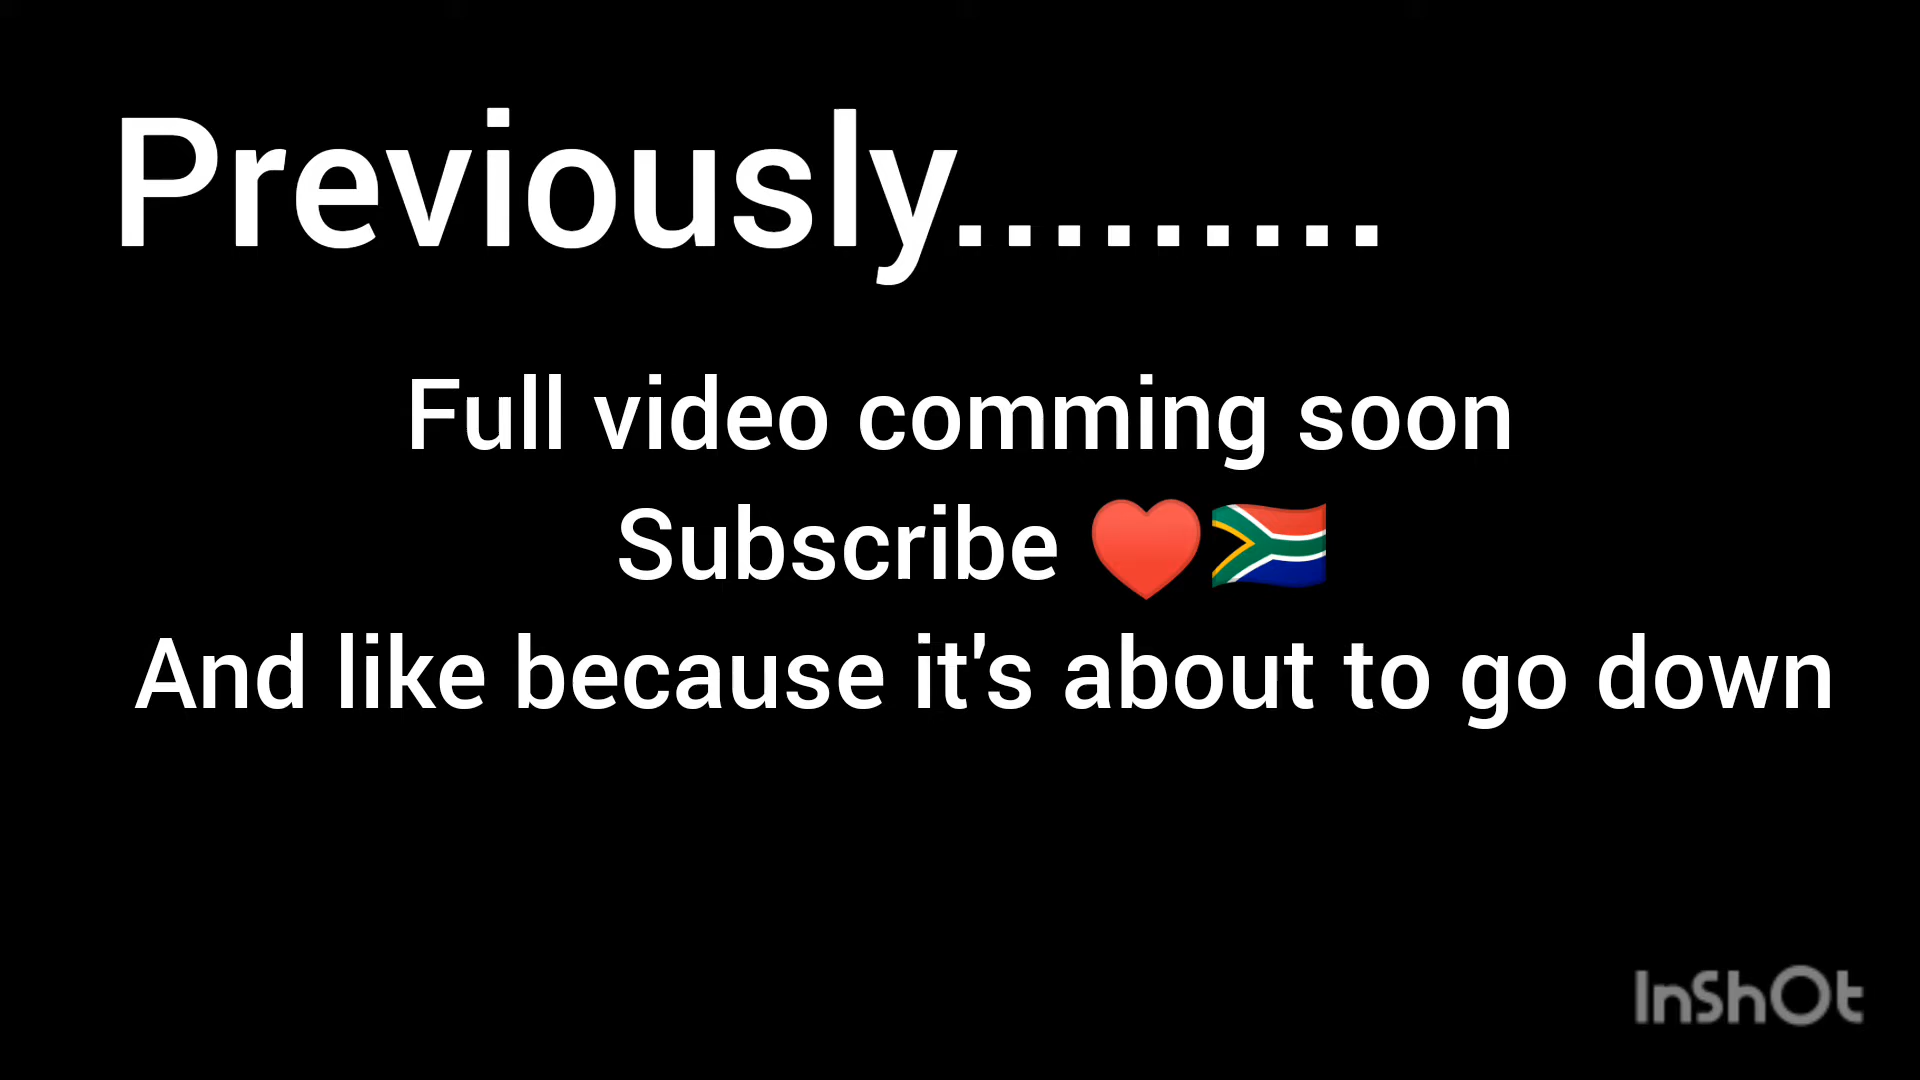 Previously.........
Full video comming soon
Subscribe ♥️🇿🇦
And like because it's about to go down
InShOt